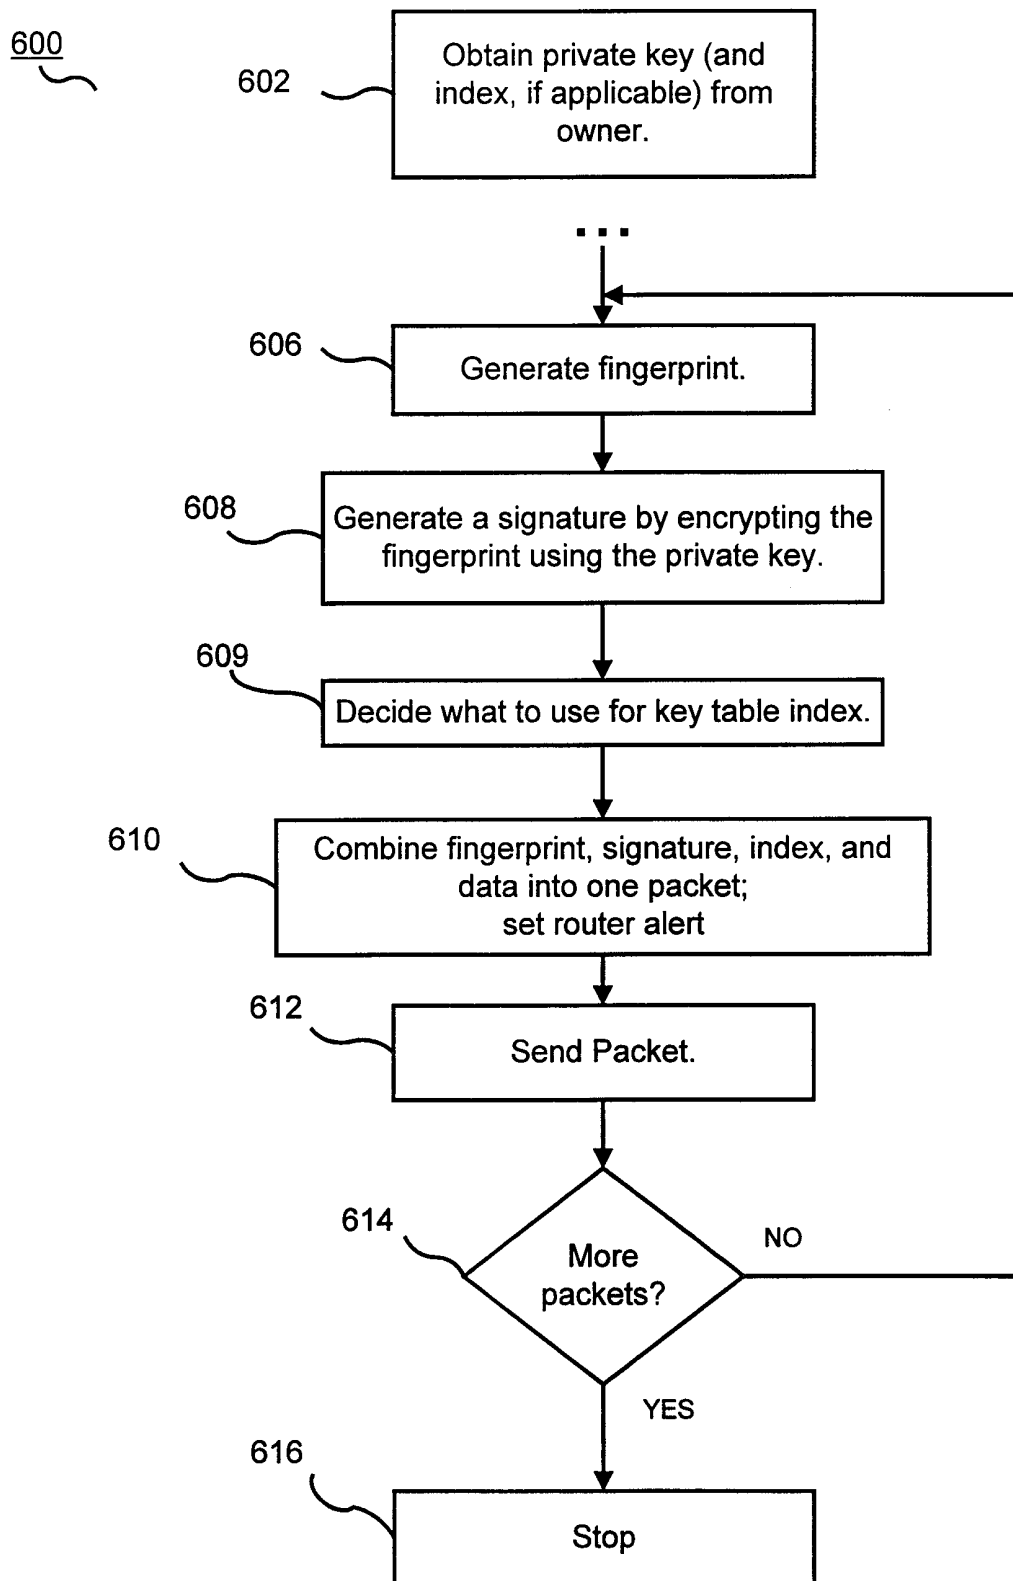 600
602
Obtain private key (and
index, if applicable) from
owner.
...
606
Generate fingerprint.
608
Generate a signature by encrypting the
fingerprint using the private key.
609
Decide what to use for key table index.
610
Combine fingerprint, signature, index, and
data into one packet;
set router alert
612
Send Packet.
614
More
packets?
NO
YES
616
Stop